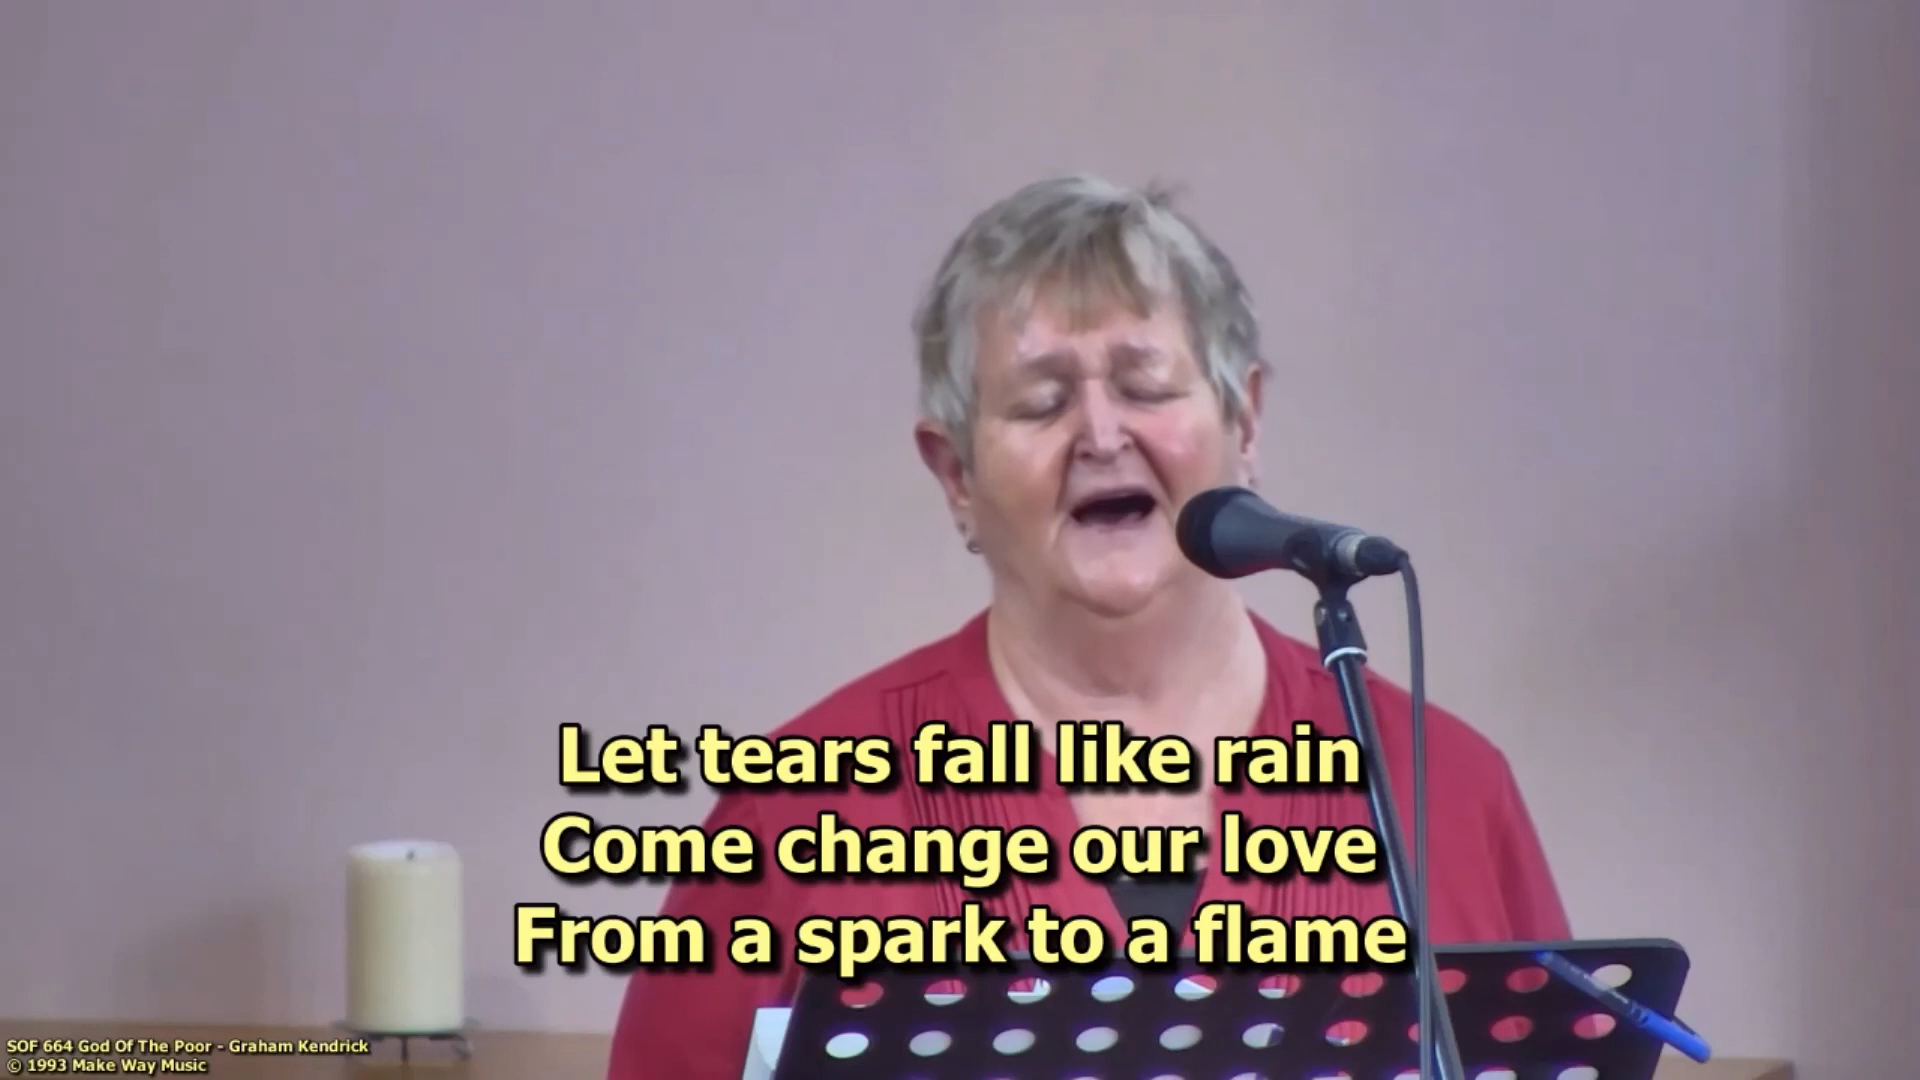 Let tears fall like rain
Come change our love
From a spark to a flame
SOF 664 God Of The Poor - Graham Kendrick
© 1993 Make Way Music